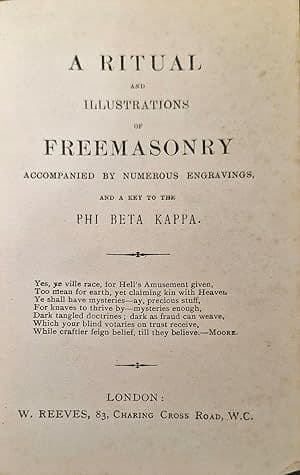 A RITUAL
AND
ILLUSTRATIONS
OF
FREEMASONRY
ACCOMPANIED BY NUMEROUS ENGRAVINGS,
AND A KEY TO THE
PHI BETA KAPPA.
Yes, ye ville race, for Hell's Amusement given,
Too mean for earth, yet claiming kin with Heaven.
Ye shall have mysteries—ay, precious stuff,
For knaves to thrive by—mysteries enough,
Dark tangled doctrines; dark as fraud can weave,
Which your blind votaries on trust receive,
While craftier feign belief, till they believe.—MOORE.
LONDON:
W. REEVES, 83, CHARING CROSS ROAD, W.C.